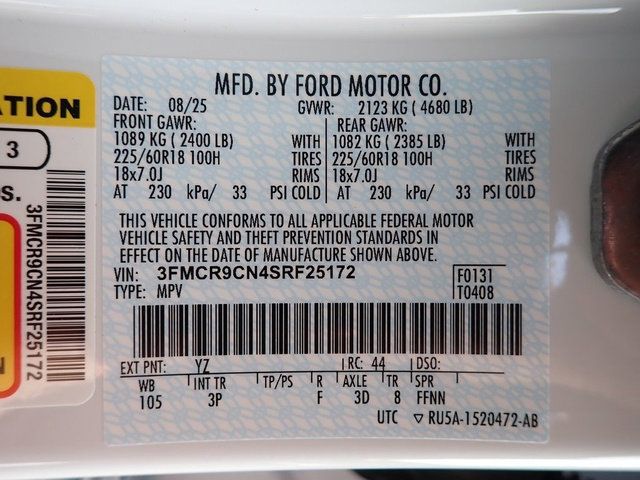 MFD. BY FORD MOTOR CO.
DATE: 08/25 GVWR: 2123 KG ( 4680 LB)
FRONT GAWR: REAR GAWR:
1089 KG ( 2400 LB) WITH 1082 KG ( 2385 LB) WITH
225/60R18 100H TIRES 225/60R18 100H TIRES
18x7.0J RIMS 18x7.0J RIMS
AT 230 kPa/ 33 PSI COLD AT 230 kPa/ 33 PSI COLD
THIS VEHICLE CONFORMS TO ALL APPLICABLE FEDERAL MOTOR
VEHICLE SAFETY AND THEFT PREVENTION STANDARDS IN
EFFECT ON THE DATE OF MANUFACTURE SHOWN ABOVE.
VIN: 3FMCR9CN4SRF25172 F0131
TYPE: MPV T0408
EXT PNT: YZ RC: 44 DSO:
WB INT TR TP/PS R AXLE TR SPR
105 3P F 3D 8 FFNN
UTC ▽ RU5A-1520472-AB
ATION
3
S.
3FMCR9CN4SRF25172